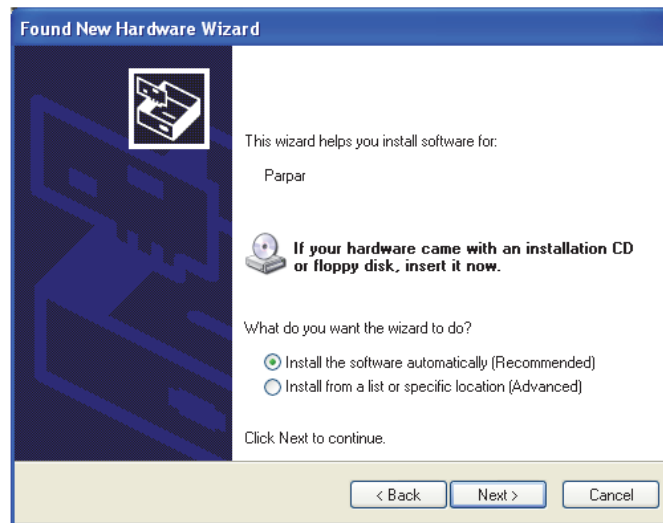 Found New Hardware Wizard
This wizard helps you install software for:
Parpar
If your hardware came with an installation CD
or floppy disk, insert it now.
What do you want the wizard to do?
Install the software automatically (Recommended)
Install from a list or specific location (Advanced)
Click Next to continue.
< Back Next > Cancel